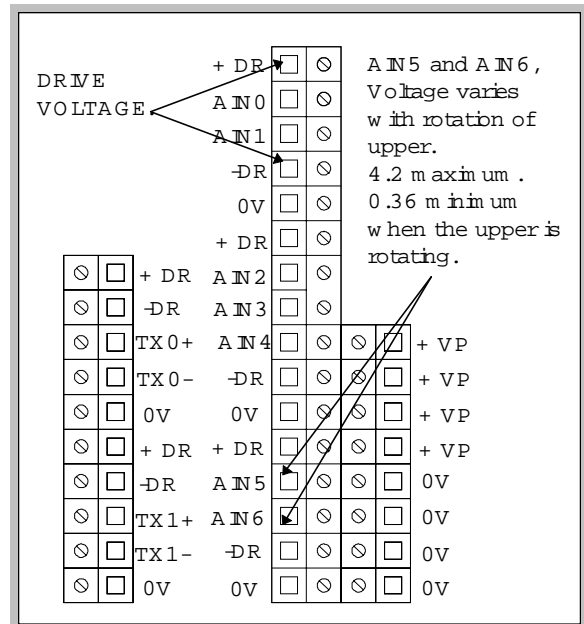 DRIVE
VOLTAGE
+ DR
AIN0
AIN1
-DR
0V
+ DR
AIN2
AIN3
AIN4
-DR
0V
+ DR
AIN5
AIN6
-DR
0V
AIN5 and AIN6,
Voltage varies
with rotation of
upper.
4.2 maximum.
0.36 minimum
when the upper is
rotating.
+ DR
-DR
TX0+
TX0-
0V
+ DR
-DR
TX1+
TX1-
0V
+ VP
+ VP
+ VP
+ VP
0V
0V
0V
0V